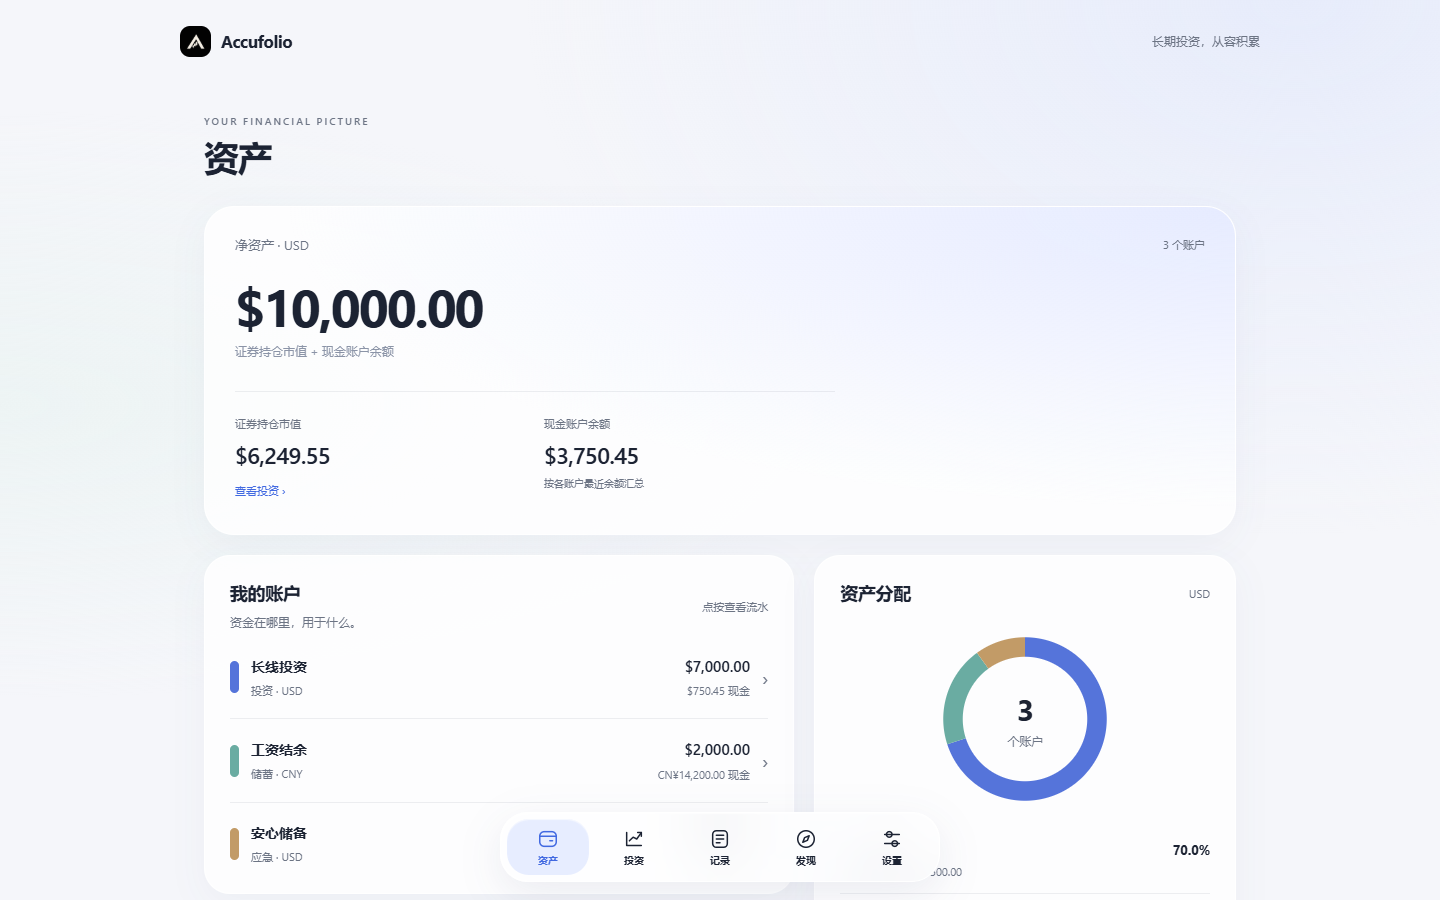 Accufolio
长期投资，从容积累
YOUR FINANCIAL PICTURE
资产
净资产 · USD
3 个账户
$10,000.00
证券持仓市值 + 现金账户余额
证券持仓市值
现金账户余额
$6,249.55
$3,750.45
查看投资 ›
按各账户最近余额汇总
我的账户
资金在哪里，用于什么。
点按查看流水
长线投资
$7,000.00
投资 · USD
$750.45 现金
工资结余
$2,000.00
储蓄 · CNY
CN¥14,200.00 现金
安心储备
应急 · USD
资产分配
USD
3
个账户
70.0%
资产
投资
记录
发现
设置